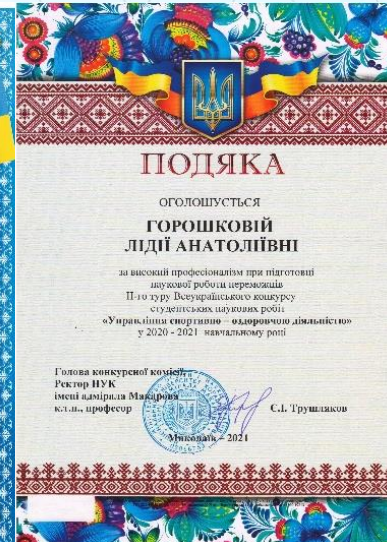 ПОДЯКА
ОГОЛОШУЄТЬСЯ
ГОРОШКОВІЙ
ЛІДІЇ АНАТОЛІЇВНІ
за високий професіоналізм при підготовці
наукової роботи переможців
ІІ-го туру Всеукраїнського конкурсу
студентських наукових робіт
«Управління спортивно – оздоровчою діяльністю»
у 2020 - 2021 навчальному році
Голова конкурсної комісії,
Ректор НУК
імені адмірала Макарова
к.т.н., професор
Є.І. Трушляков
Миколаїв – 2021